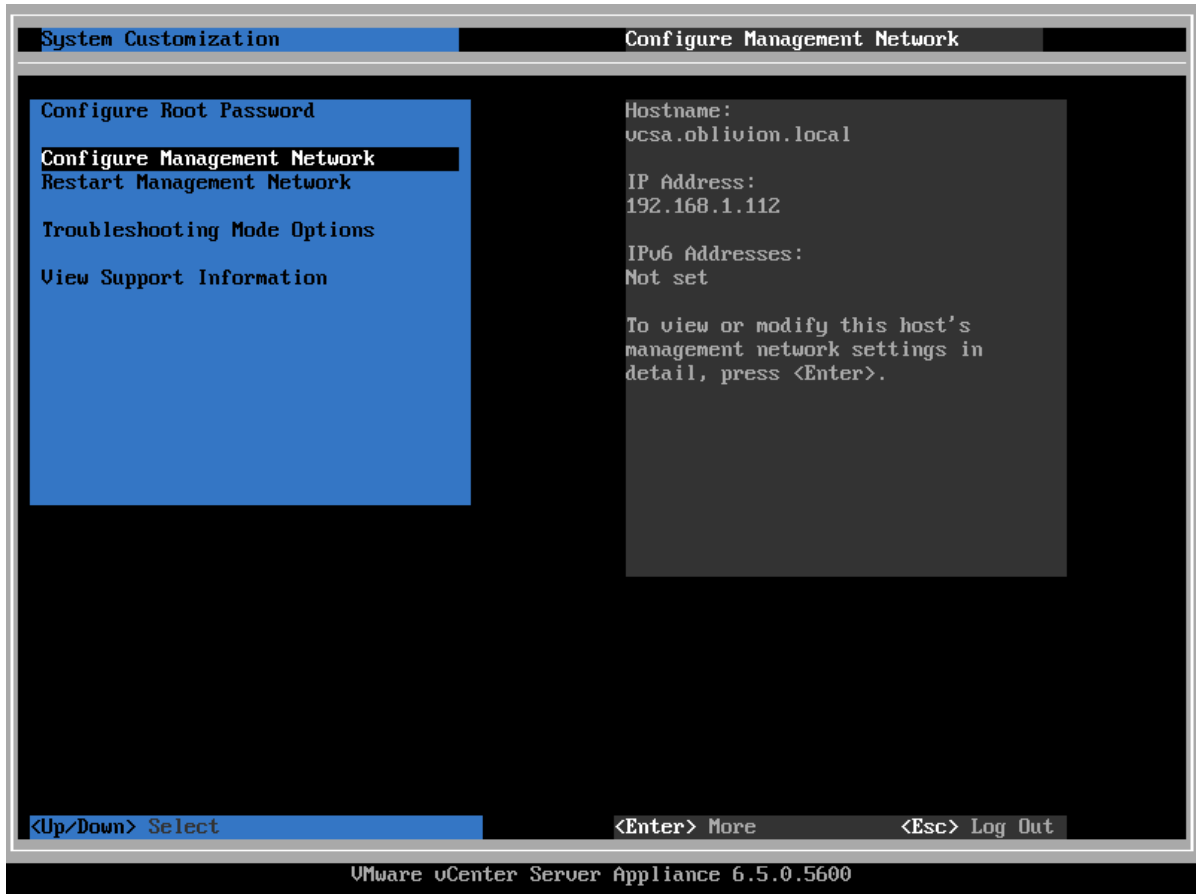 System Customization
Configure Management Network
Configure Root Password
Configure Management Network
Restart Management Network
Troubleshooting Mode Options
View Support Information
Hostname:
vcsa.oblivion.local
IP Address:
192.168.1.112
IPv6 Addresses:
Not set
To view or modify this host's
management network settings in
detail, press <Enter>.
<Up/Down> Select
<Enter> More
<Esc> Log Out
VMware vCenter Server Appliance 6.5.0.5600